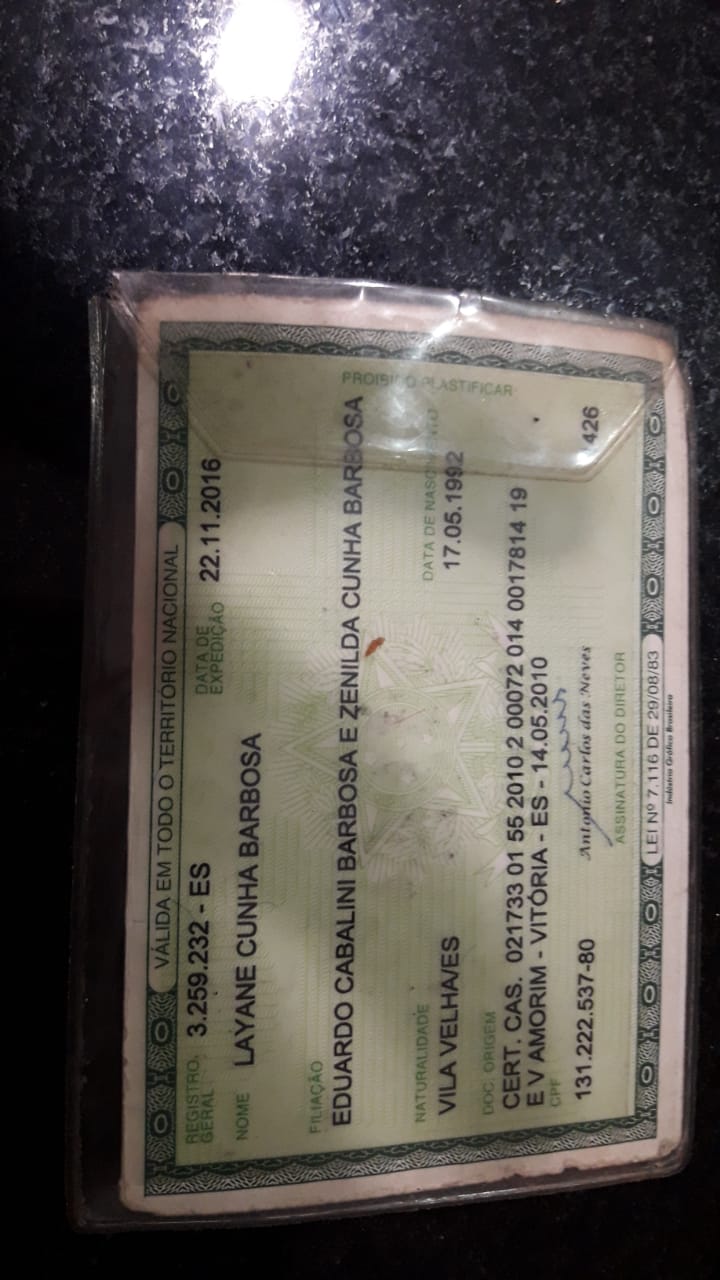 VÁLIDA EM TODO O TERRITÓRIO NACIONAL
REGISTRO GERAL 3.259.232 - ES DATA DE EXPEDIÇÃO 22.11.2016
NOME LAYANE CUNHA BARBOSA
FILIAÇÃO
EDUARDO CABALINI BARBOSA E ZENILDA CUNHA BARBOSA
PROIBIDO PLASTIFICAR
NATURALIDADE DATA DE NASCIMENTO
VILA VELHA/ES 17.05.1992
DOC. ORIGEM
CERT. CAS. 021733 01 55 2010 2 00072 014 0017814 19
E V AMORIM - VITÓRIA - ES - 14.05.2010
CPF
131.222.537-80 426
Antonio Carlos das Neves
ASSINATURA DO DIRETOR
LEI Nº 7.116 DE 29/08/83
Indústria Gráfica Brasileira